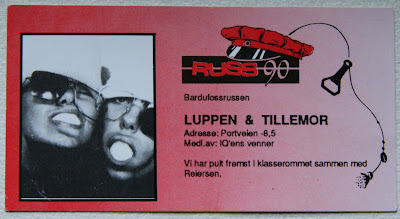 RUSS 90
Bardufossrussen
LUPPEN & TILLEMOR
Adresse: Portveien -8,5
Medl.av: IQ'ens venner
Vi har pult fremst i klasserommet sammen med
Reiersen.